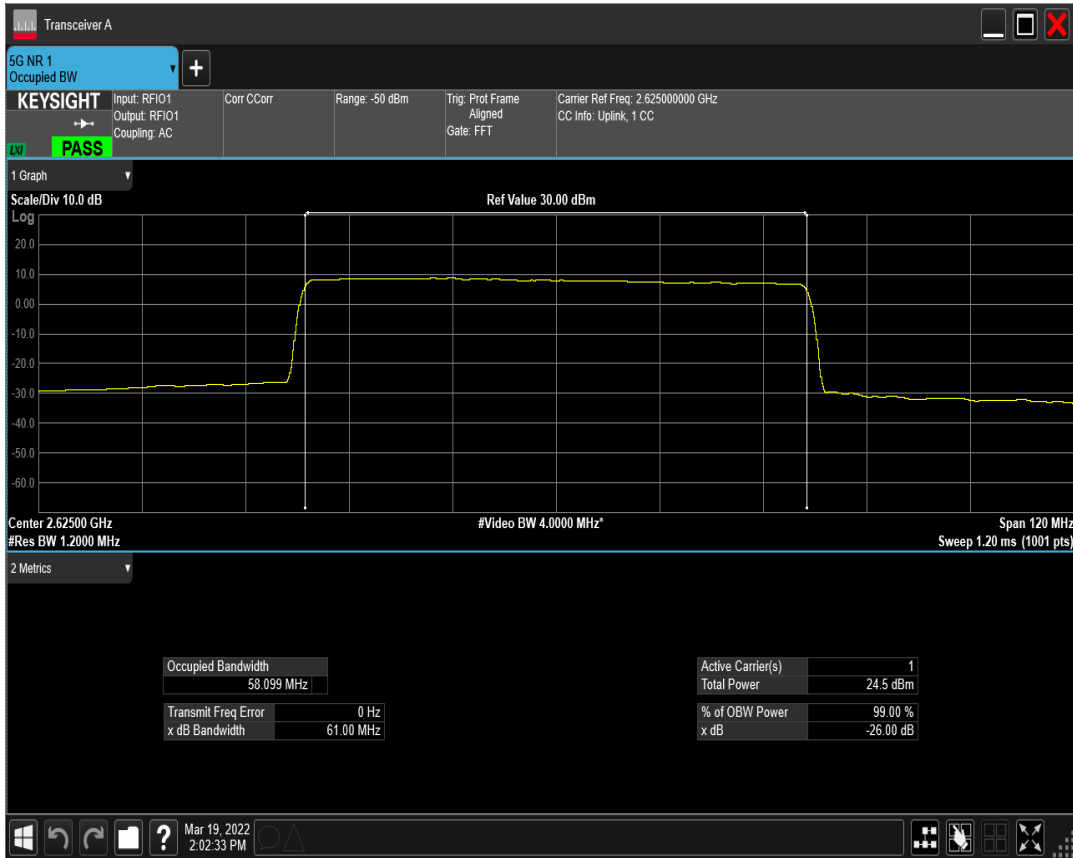 Transceiver A
5G NR 1
Occupied BW
KEYSIGHT
LXI
PASS
Input: RFIO1
Output: RFIO1
Coupling: AC
Corr CCorr
Range: -50 dBm
Trig: Prot Frame
Aligned
Gate: FFT
Carrier Ref Freq: 2.625000000 GHz
CC Info: Uplink, 1 CC
1 Graph
Scale/Div 10.0 dB
Ref Value 30.00 dBm
Log
20.0
10.0
0.00
-10.0
-20.0
-30.0
-40.0
-50.0
-60.0
Center 2.62500 GHz
#Video BW 4.0000 MHz*
Span 120 MHz
#Res BW 1.2000 MHz
Sweep 1.20 ms (1001 pts)
2 Metrics
Occupied Bandwidth
58.099 MHz
Transmit Freq Error 0 Hz
x dB Bandwidth 61.00 MHz
Active Carrier(s) 1
Total Power 24.5 dBm
% of OBW Power 99.00 %
x dB -26.00 dB
Mar 19, 2022
2:02:33 PM